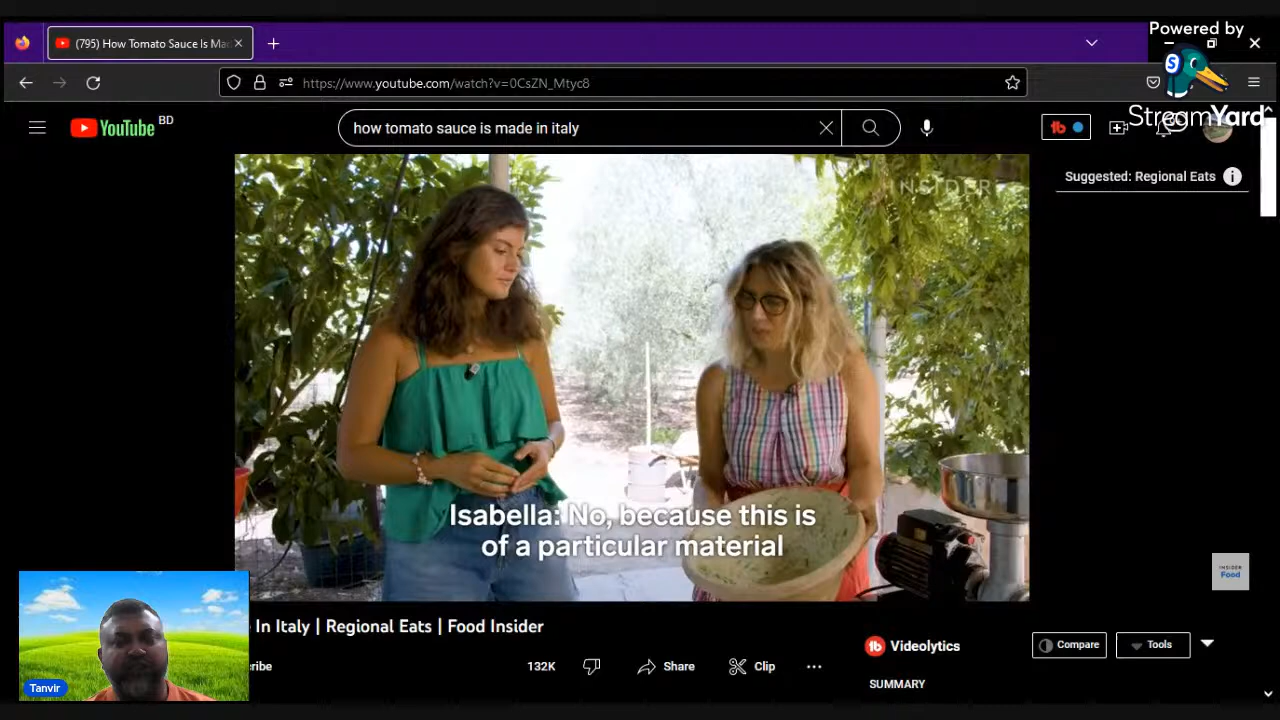 Powered by
StreamYard
(795) How Tomato Sauce Is Mac
https://www.youtube.com/watch?v=0CsZN_Mtyc8
YouTube BD
how tomato sauce is made in italy
Suggested: Regional Eats
INSIDER
Isabella: No, because this is
of a particular material
INSIDER
Food
In Italy | Regional Eats | Food Insider
Videolytics
Compare
Tools
ribe
132K
Share
Clip
SUMMARY
Tanvir